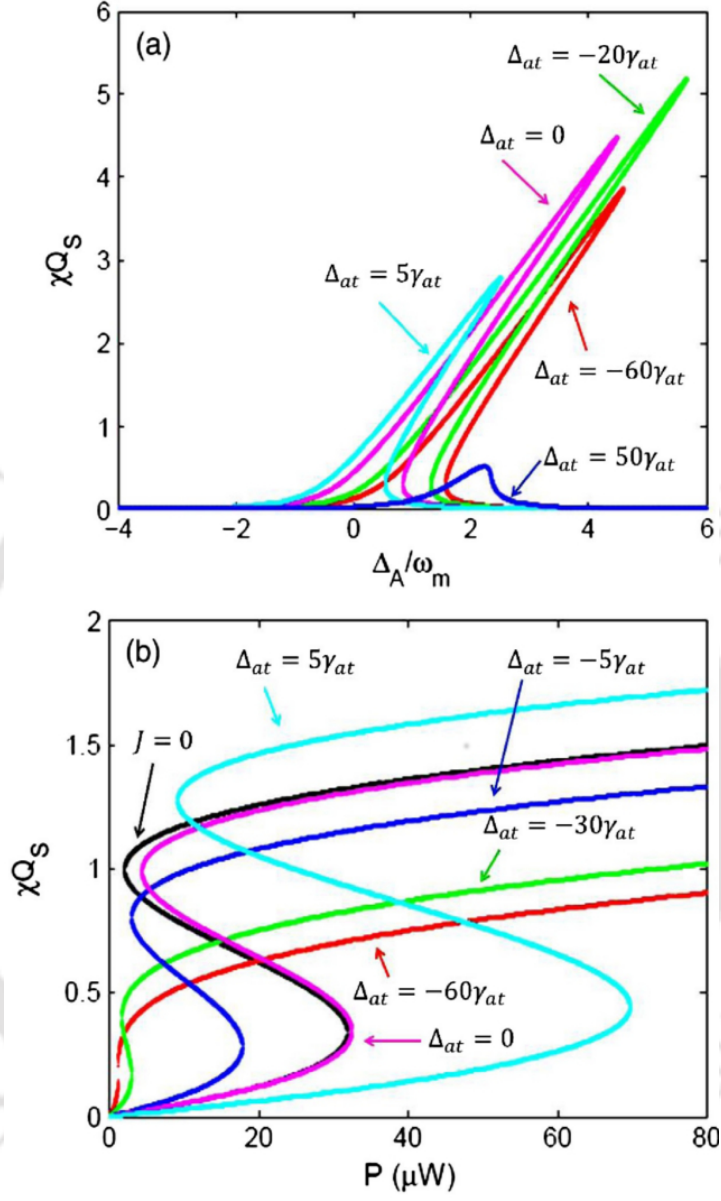 (a)
6
5
4
3
2
1
0
χQ_S
Δ_at = −20γ_at
Δ_at = 0
Δ_at = 5γ_at
Δ_at = −60γ_at
Δ_at = 50γ_at
−4 −2 0 2 4 6
Δ_A/ω_m
(b)
2
1.5
1
0.5
0
χQ_S
Δ_at = 5γ_at
Δ_at = −5γ_at
J = 0
Δ_at = −30γ_at
Δ_at = −60γ_at
Δ_at = 0
0 20 40 60 80
P (μW)